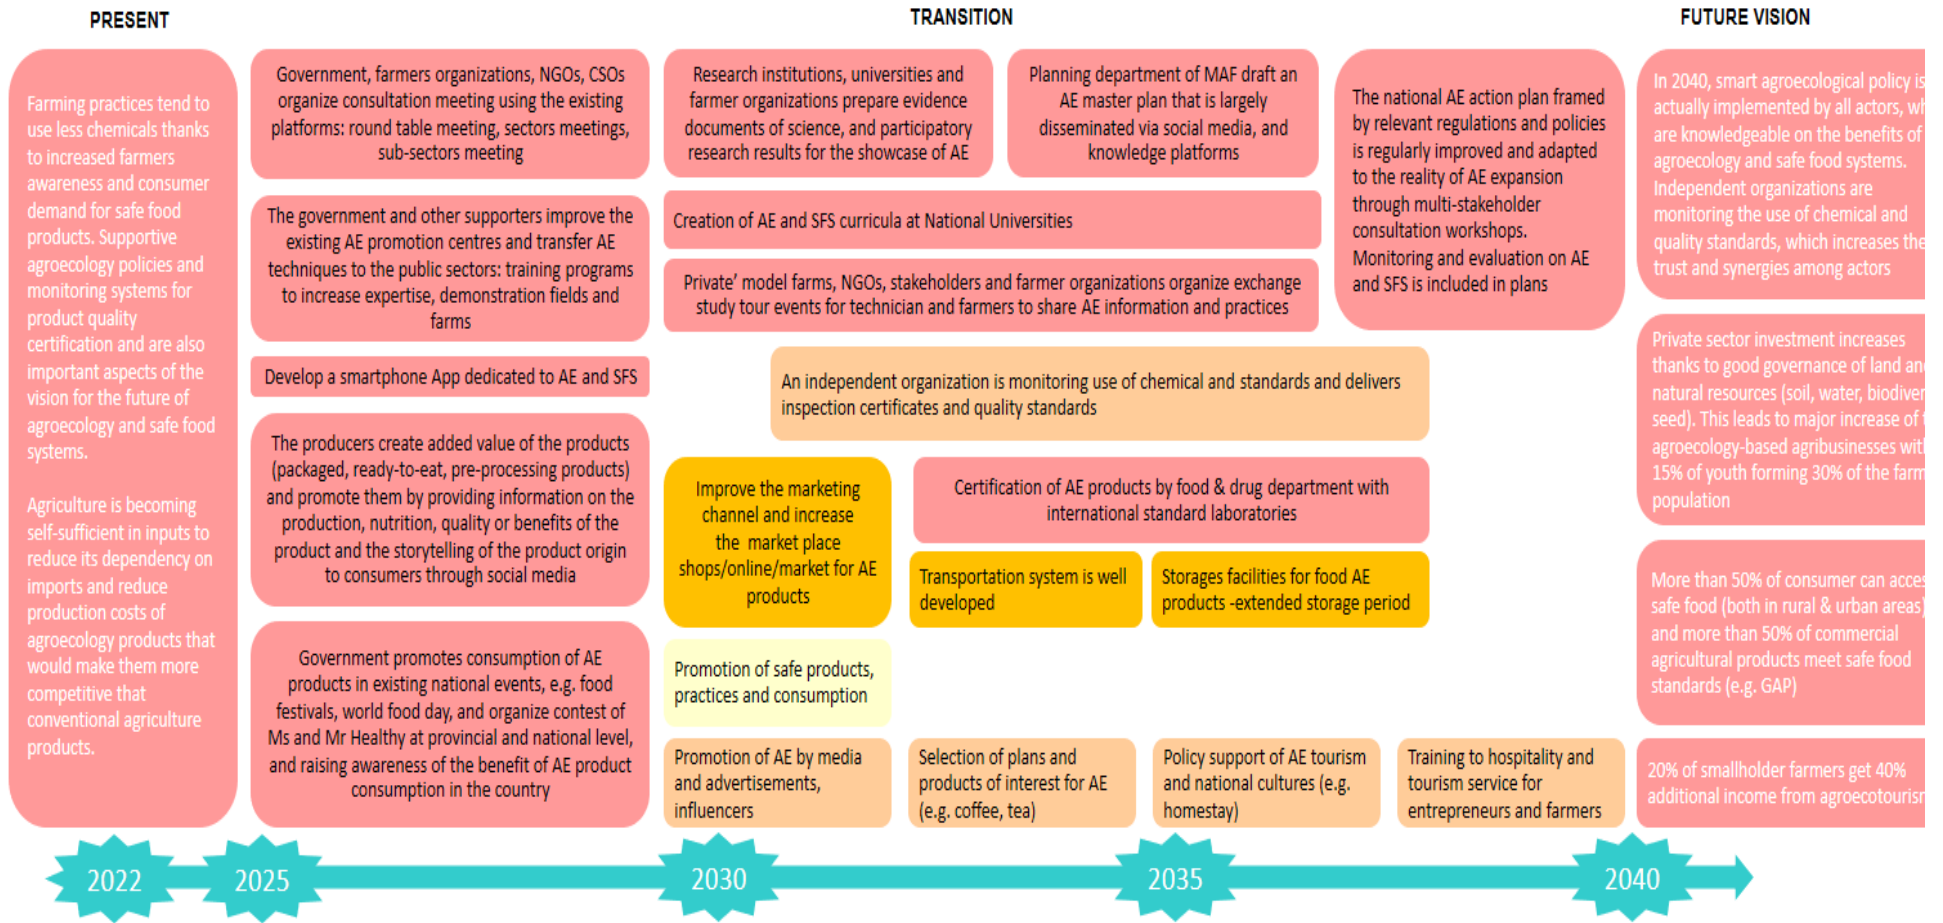 PRESENT
TRANSITION
FUTURE VISION
Farming practices tend to
use less chemicals thanks
to increased farmers
awareness and consumer
demand for safe food
products. Supportive
agroecology policies and
monitoring systems for
product quality
certification and are also
important aspects of the
vision for the future of
agroecology and safe food
systems.
Agriculture is becoming
self-sufficient in inputs to
reduce its dependency on
imports and reduce
production costs of
agroecology products that
would make them more
competitive that
conventional agriculture
products.
Government, farmers organizations, NGOs, CSOs
organize consultation meeting using the existing
platforms: round table meeting, sectors meetings,
sub-sectors meeting
The government and other supporters improve the
existing AE promotion centres and transfer AE
techniques to the public sectors: training programs
to increase expertise, demonstration fields and
farms
Develop a smartphone App dedicated to AE and SFS
The producers create added value of the products
(packaged, ready-to-eat, pre-processing products)
and promote them by providing information on the
production, nutrition, quality or benefits of the
product and the storytelling of the product origin
to consumers through social media
Government promotes consumption of AE
products in existing national events, e.g. food
festivals, world food day, and organize contest of
Ms and Mr Healthy at provincial and national level,
and raising awareness of the benefit of AE product
consumption in the country
Research institutions, universities and
farmer organizations prepare evidence
documents of science, and participatory
research results for the showcase of AE
Planning department of MAF draft an
AE master plan that is largely
disseminated via social media, and
knowledge platforms
Creation of AE and SFS curricula at National Universities
Private’ model farms, NGOs, stakeholders and farmer organizations organize exchange
study tour events for technician and farmers to share AE information and practices
An independent organization is monitoring use of chemical and standards and delivers
inspection certificates and quality standards
Improve the marketing
channel and increase
the market place
shops/online/market for AE
products
Certification of AE products by food & drug department with
international standard laboratories
Transportation system is well
developed
Storages facilities for food AE
products -extended storage period
Promotion of safe products,
practices and consumption
Promotion of AE by media
and advertisements,
influencers
Selection of plans and
products of interest for AE
(e.g. coffee, tea)
Policy support of AE tourism
and national cultures (e.g.
homestay)
Training to hospitality and
tourism service for
entrepreneurs and farmers
The national AE action plan framed
by relevant regulations and policies
is regularly improved and adapted
to the reality of AE expansion
through multi-stakeholder
consultation workshops.
Monitoring and evaluation on AE
and SFS is included in plans
In 2040, smart agroecological policy is
actually implemented by all actors,
are knowledgeable on the benefits of
agroecology and safe food systems.
Independent organizations are
monitoring the use of chemical and
quality standards, which increases the
trust and synergies among actors
Private sector investment increases
thanks to good governance of land
natural resources (soil, water,
seed). This leads to major increase of
agroecology-based agribusinesses
15% of youth forming 30% of the
population
More than 50% of consumer can
safe food (both in rural & urban areas)
and more than 50% of commercial
agricultural products meet safe food
standards (e.g. GAP)
20% of smallholder farmers get 40%
additional income from
2022
2025
2030
2035
2040